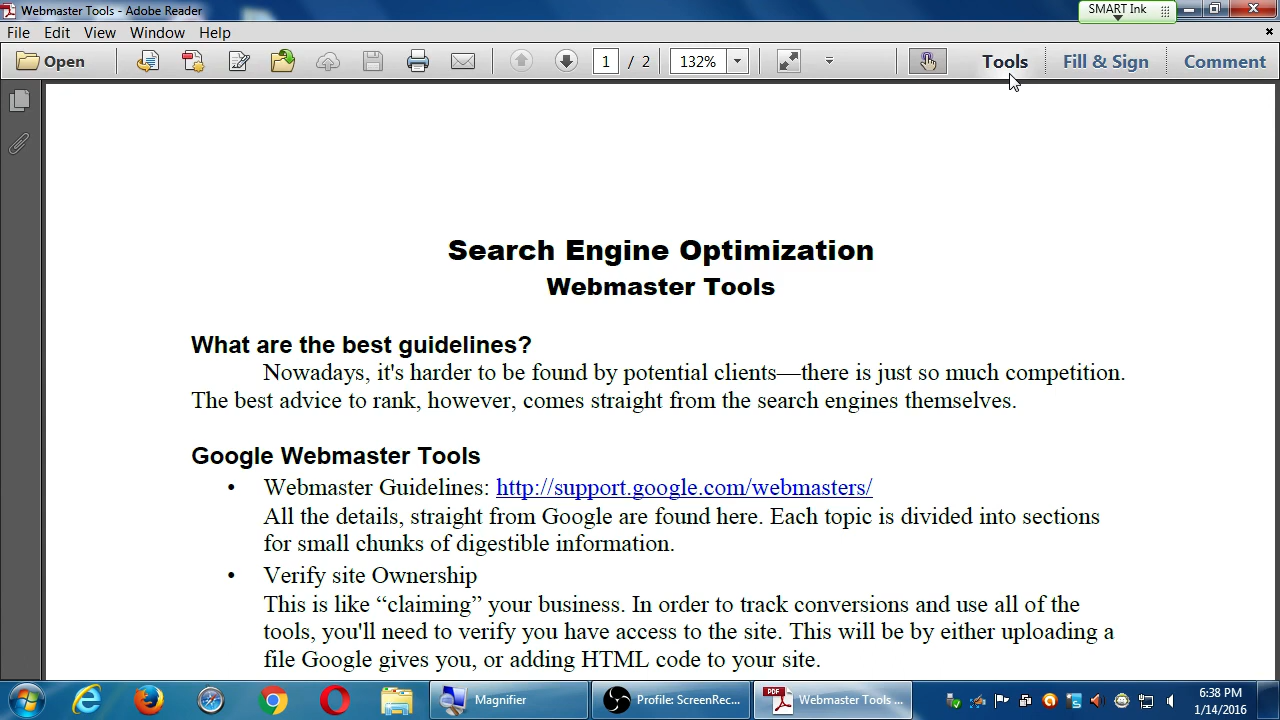 Webmaster Tools - Adobe Reader
SMART Ink
File Edit View Window Help
Open
1 / 2
132%
Tools
Fill & Sign
Comment
Search Engine Optimization
Webmaster Tools
What are the best guidelines?
Nowadays, it's harder to be found by potential clients—there is just so much competition.
The best advice to rank, however, comes straight from the search engines themselves.
Google Webmaster Tools
• Webmaster Guidelines: http://support.google.com/webmasters/
All the details, straight from Google are found here. Each topic is divided into sections
for small chunks of digestible information.
• Verify site Ownership
This is like “claiming” your business. In order to track conversions and use all of the
tools, you'll need to verify you have access to the site. This will be by either uploading a
file Google gives you, or adding HTML code to your site.
Magnifier
Profile: ScreenRec...
PDF
Webmaster Tools ...
6:38 PM
1/14/2016